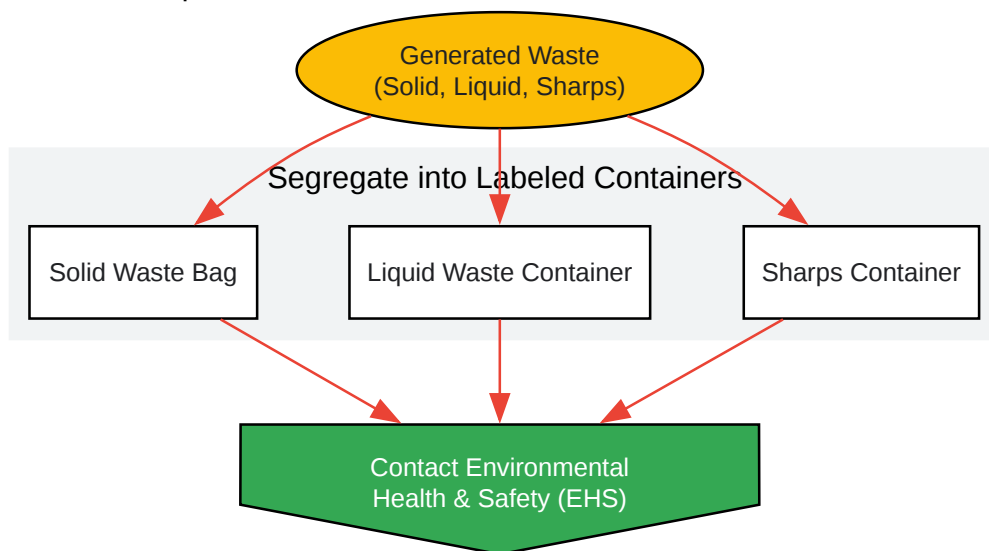 Generated Waste
(Solid, Liquid, Sharps)
Segregate into Labeled Containers
Solid Waste Bag
Liquid Waste Container
Sharps Container
Contact Environmental
Health & Safety (EHS)